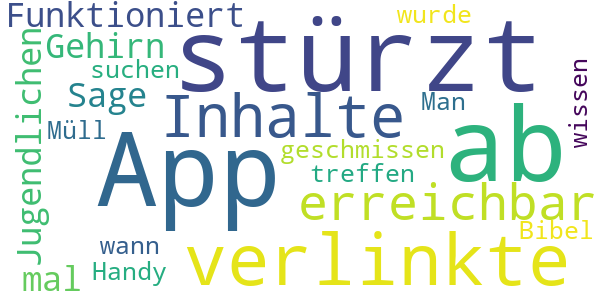 Funktioniert
wurde
stürzt
Gehirn
suchen
Sage
Inhalte
Man
wissen
Jugendlichen
Müll
App
ab
geschmissen
treffen
erreichbar
Bibel
wann
verlinkte
mal
Handy